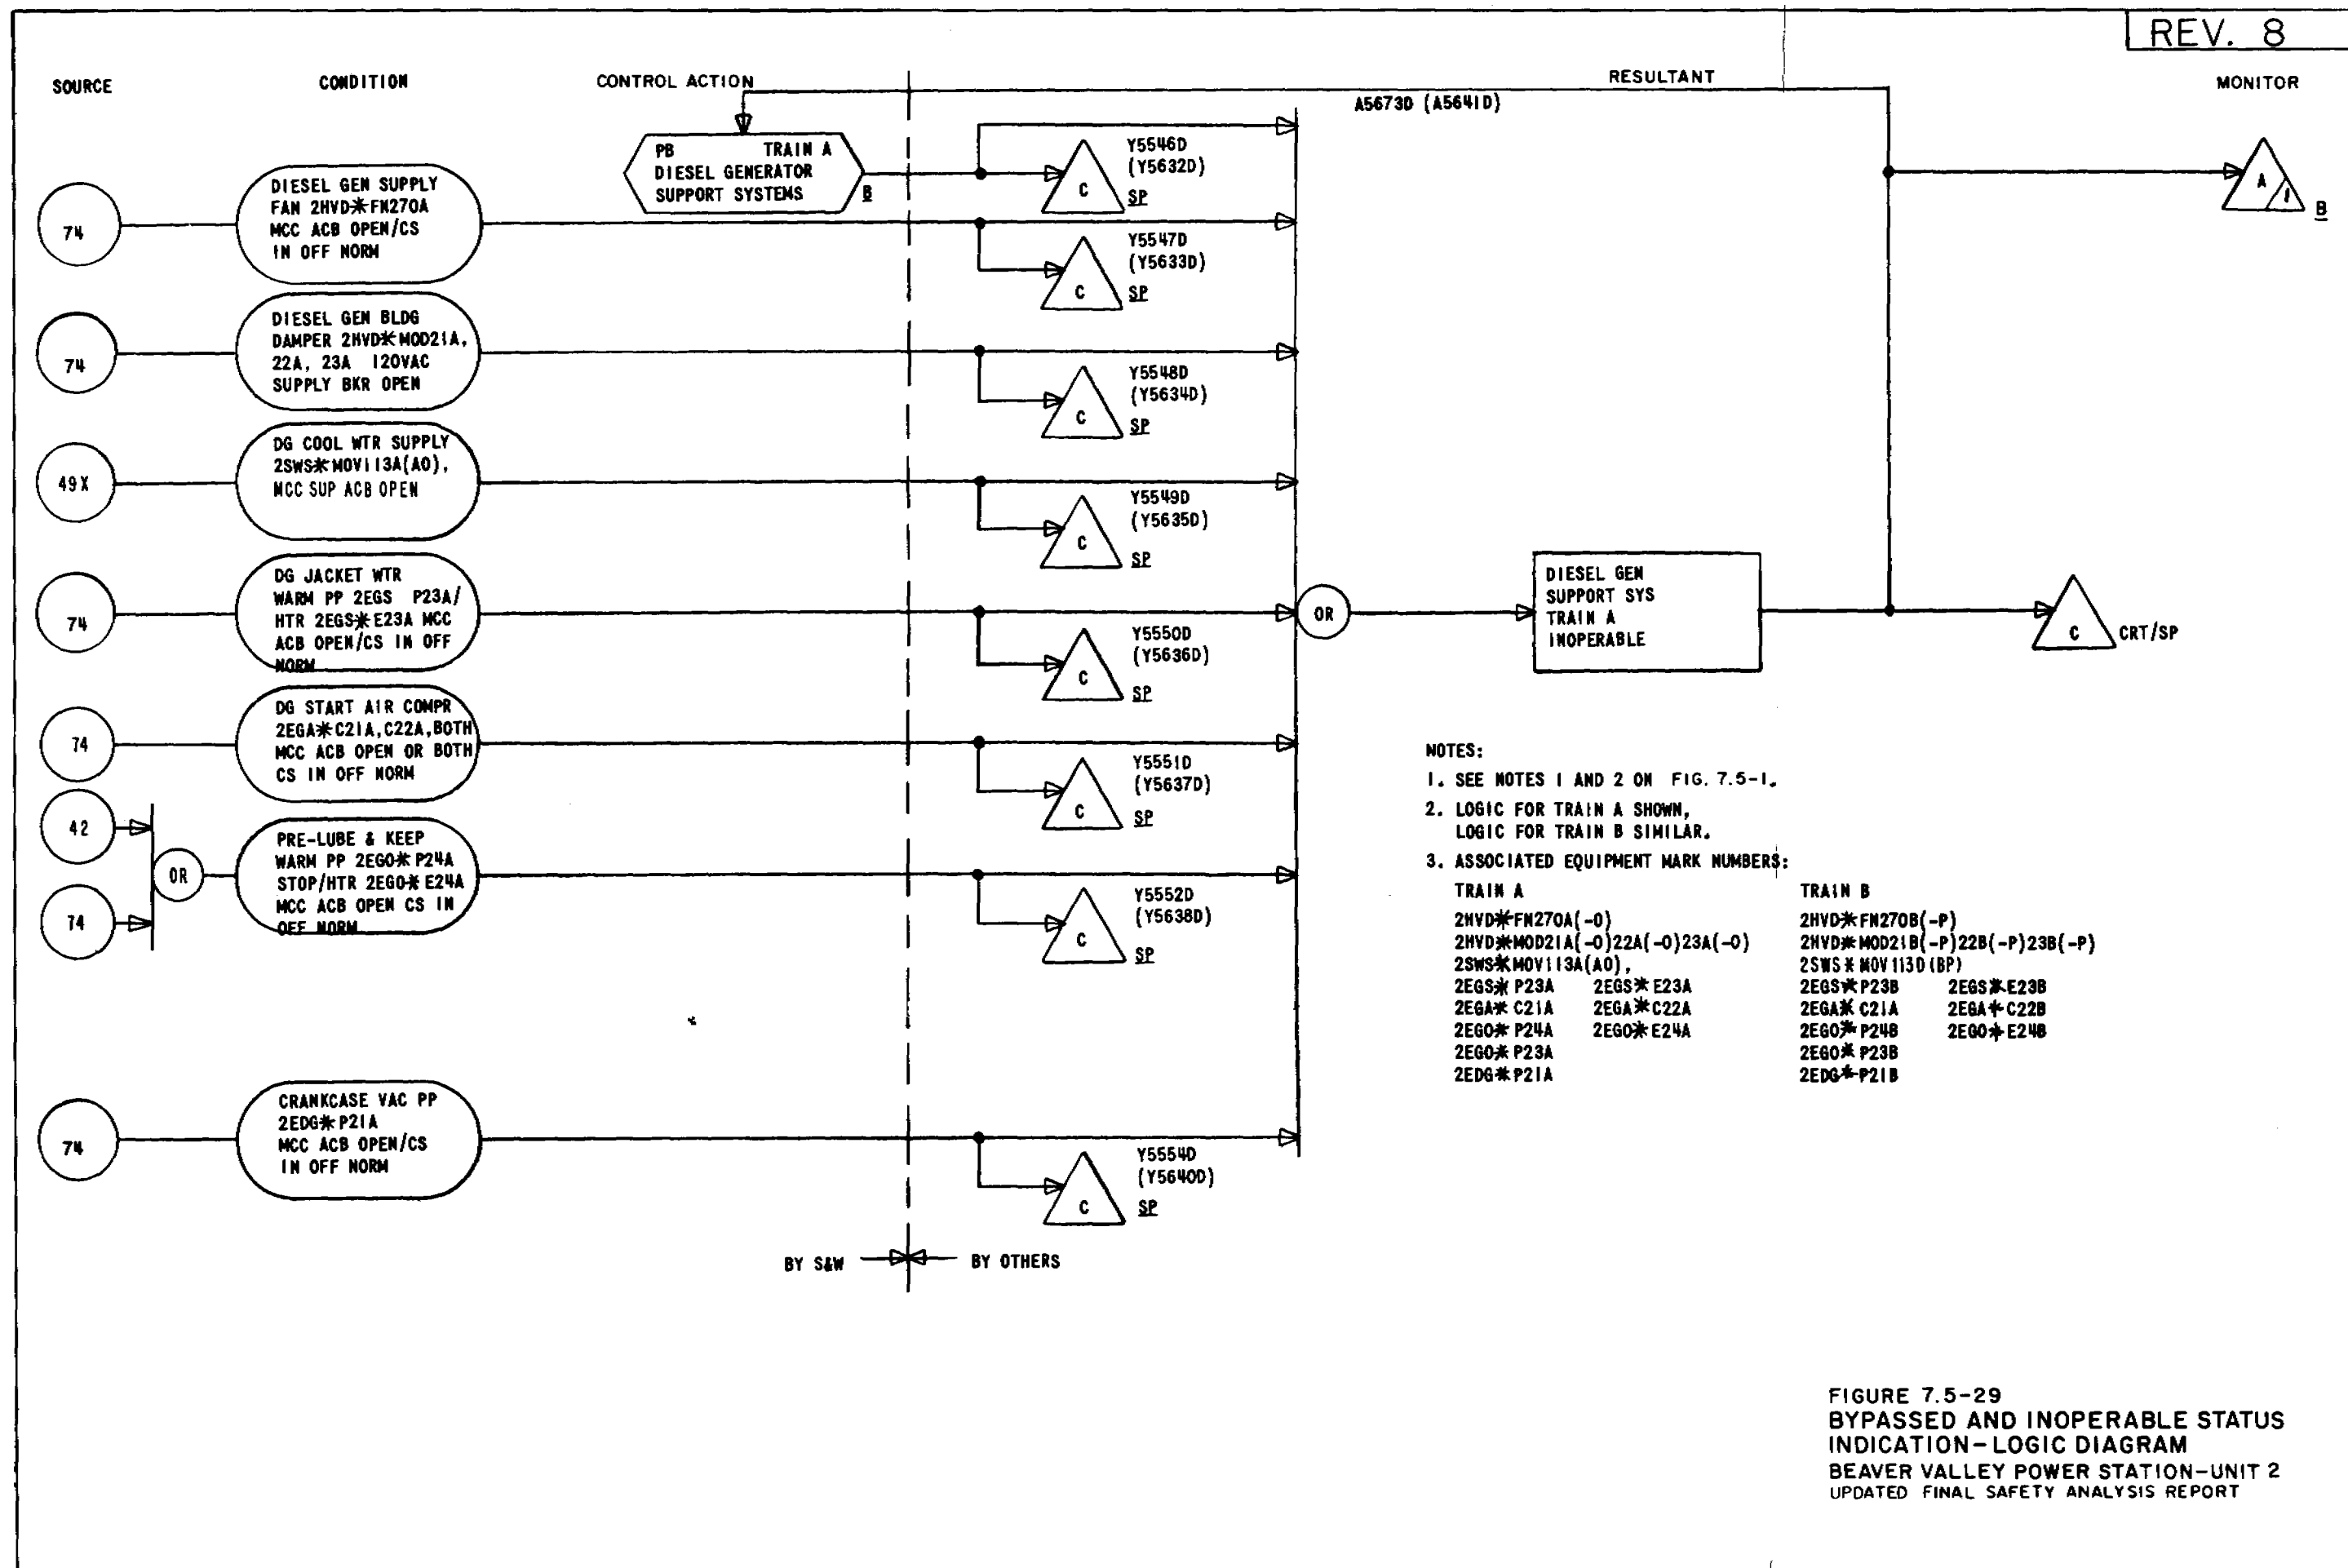 REV. 8
SOURCE
CONDITION
CONTROL ACTION
RESULTANT
MONITOR
A5673D (A5641D)
PB TRAIN A
DIESEL GENERATOR
SUPPORT SYSTEMS
B
Y5546D
(Y5632D)
C
SP
A
1
B
74
DIESEL GEN SUPPLY
FAN 2HVD*FN270A
MCC ACB OPEN/CS
IN OFF NORM
Y5547D
(Y5633D)
C
SP
74
DIESEL GEN BLDG
DAMPER 2HVD*MOD21A,
22A, 23A 120VAC
SUPPLY BKR OPEN
Y5548D
(Y5634D)
C
SP
49X
DG COOL WTR SUPPLY
2SWS*MOV113A(AO),
MCC SUP ACB OPEN
Y5549D
(Y5635D)
C
SP
74
DG JACKET WTR
WARM PP 2EGS P23A/
HTR 2EGS*E23A MCC
ACB OPEN/CS IN OFF
NORM
Y5550D
(Y5636D)
C
SP
OR
DIESEL GEN
SUPPORT SYS
TRAIN A
INOPERABLE
C
CRT/SP
74
DG START AIR COMPR
2EGA*C21A,C22A,BOTH
MCC ACB OPEN OR BOTH
CS IN OFF NORM
Y5551D
(Y5637D)
C
SP
42
74
OR
PRE-LUBE & KEEP
WARM PP 2EGO*P24A
STOP/HTR 2EGO*E24A
MCC ACB OPEN CS IN
OFF NORM
Y5552D
(Y5638D)
C
SP
74
CRANKCASE VAC PP
2EDG*P21A
MCC ACB OPEN/CS
IN OFF NORM
Y5554D
(Y5640D)
C
SP
BY S&W
BY OTHERS
NOTES:
1. SEE NOTES 1 AND 2 ON FIG. 7.5-1.
2. LOGIC FOR TRAIN A SHOWN,
LOGIC FOR TRAIN B SIMILAR.
3. ASSOCIATED EQUIPMENT MARK NUMBERS:
TRAIN A TRAIN B
2HVD*FN270A(-O) 2HVD*FN270B(-P)
2HVD*MOD21A(-O)22A(-O)23A(-O) 2HVD*MOD21B(-P)22B(-P)23B(-P)
2SWS*MOV113A(AO), 2SWS*MOV113D(BP)
2EGS*P23A 2EGS*E23A 2EGS*P23B 2EGS*E23B
2EGA*C21A 2EGA*C22A 2EGA*C21A 2EGA*C22B
2EGO*P24A 2EGO*E24A 2EGO*P24B 2EGO*E24B
2EGO*P23A 2EGO*P23B
2EDG*P21A 2EDG*P21B
FIGURE 7.5-29
BYPASSED AND INOPERABLE STATUS
INDICATION-LOGIC DIAGRAM
BEAVER VALLEY POWER STATION-UNIT 2
UPDATED FINAL SAFETY ANALYSIS REPORT